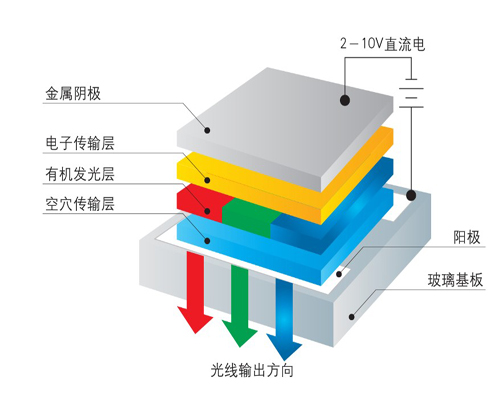 2－10V直流电
金属阴极
电子传输层
有机发光层
空穴传输层
阳极
玻璃基板
光线输出方向